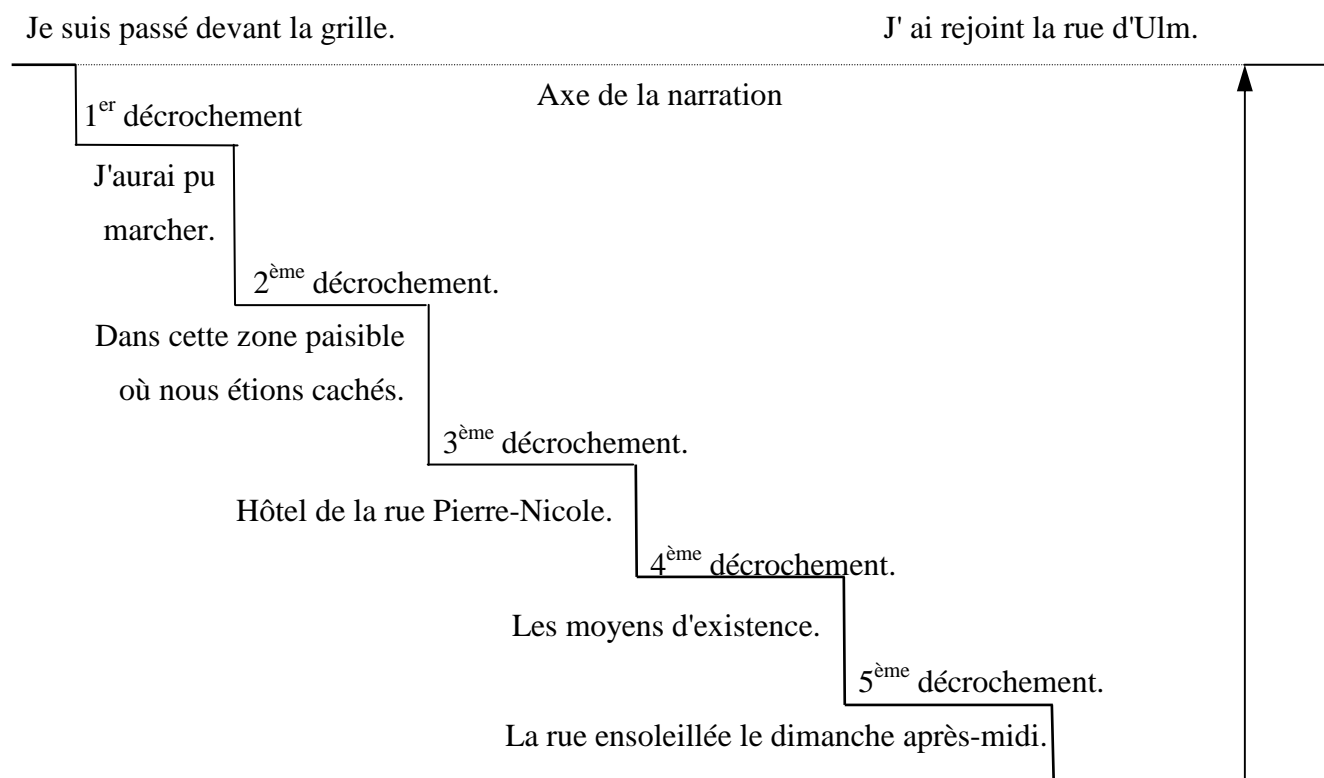 Je suis passé devant la grille.
J' ai rejoint la rue d'Ulm.
Axe de la narration
1er décrochement
J'aurai pu
marcher.
2ème décrochement.
Dans cette zone paisible
où nous étions cachés.
3ème décrochement.
Hôtel de la rue Pierre-Nicole.
4ème décrochement.
Les moyens d'existence.
5ème décrochement.
La rue ensoleillée le dimanche après-midi.